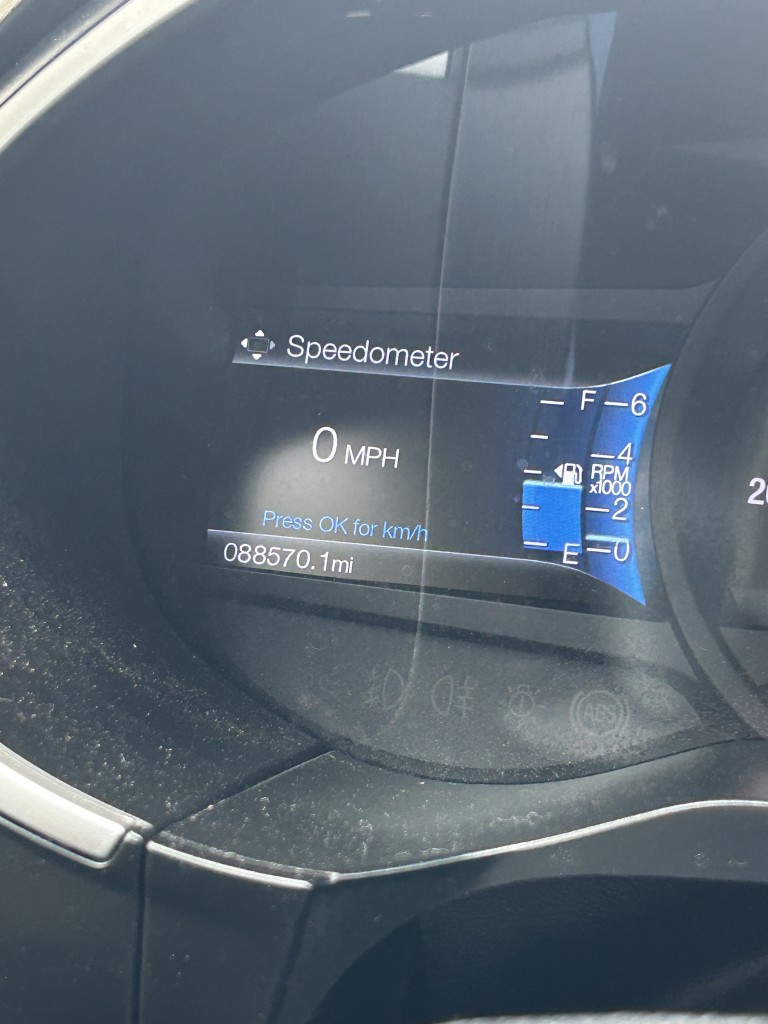 Speedometer
F 6
0 MPH
4
RPM
x1000
2
Press OK for km/h
E 0
088570.1mi
ABS